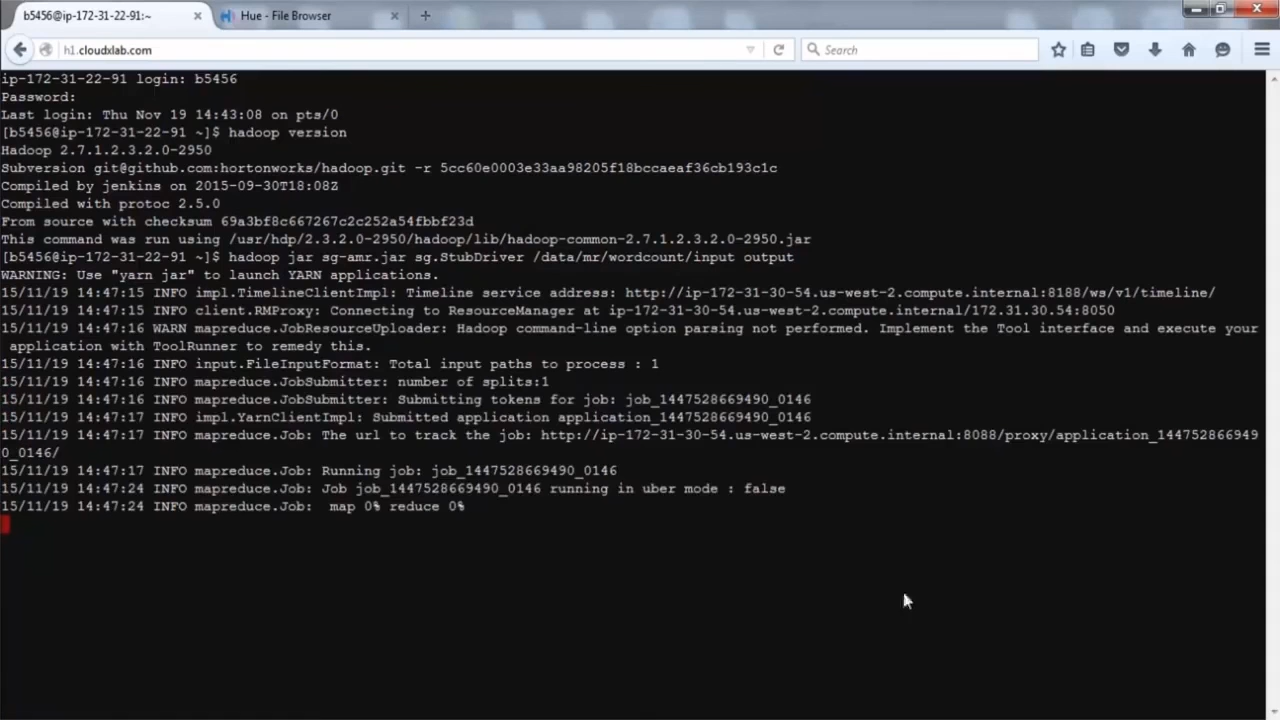 b5456@ip-172-31-22-91:~
Hue - File Browser
h1.cloudxlab.com
Search
ip-172-31-22-91 login: b5456
Password:
Last login: Thu Nov 19 14:43:08 on pts/0
[b5456@ip-172-31-22-91 ~]$ hadoop version
Hadoop 2.7.1.2.3.2.0-2950
Subversion git@github.com:hortonworks/hadoop.git -r 5cc60e0003e33aa98205f18bccaeaf36cb193c1c
Compiled by jenkins on 2015-09-30T18:08Z
Compiled with protoc 2.5.0
From source with checksum 69a3bf8c667267c2c252a54fbbf23d
This command was run using /usr/hdp/2.3.2.0-2950/hadoop/lib/hadoop-common-2.7.1.2.3.2.0-2950.jar
[b5456@ip-172-31-22-91 ~]$ hadoop jar sg-amr.jar sg.StubDriver /data/mr/wordcount/input output
WARNING: Use "yarn jar" to launch YARN applications.
15/11/19 14:47:15 INFO impl.TimelineClientImpl: Timeline service address: http://ip-172-31-30-54.us-west-2.compute.internal:8188/ws/v1/timeline/
15/11/19 14:47:15 INFO client.RMProxy: Connecting to ResourceManager at ip-172-31-30-54.us-west-2.compute.internal/172.31.30.54:8050
15/11/19 14:47:16 WARN mapreduce.JobResourceUploader: Hadoop command-line option parsing not performed. Implement the Tool interface and execute your
application with ToolRunner to remedy this.
15/11/19 14:47:16 INFO input.FileInputFormat: Total input paths to process : 1
15/11/19 14:47:16 INFO mapreduce.JobSubmitter: number of splits:1
15/11/19 14:47:16 INFO mapreduce.JobSubmitter: Submitting tokens for job: job_1447528669490_0146
15/11/19 14:47:17 INFO impl.YarnClientImpl: Submitted application application_1447528669490_0146
15/11/19 14:47:17 INFO mapreduce.Job: The url to track the job: http://ip-172-31-30-54.us-west-2.compute.internal:8088/proxy/application_144752866949
0_0146/
15/11/19 14:47:17 INFO mapreduce.Job: Running job: job_1447528669490_0146
15/11/19 14:47:24 INFO mapreduce.Job: Job job_1447528669490_0146 running in uber mode : false
15/11/19 14:47:24 INFO mapreduce.Job:  map 0% reduce 0%